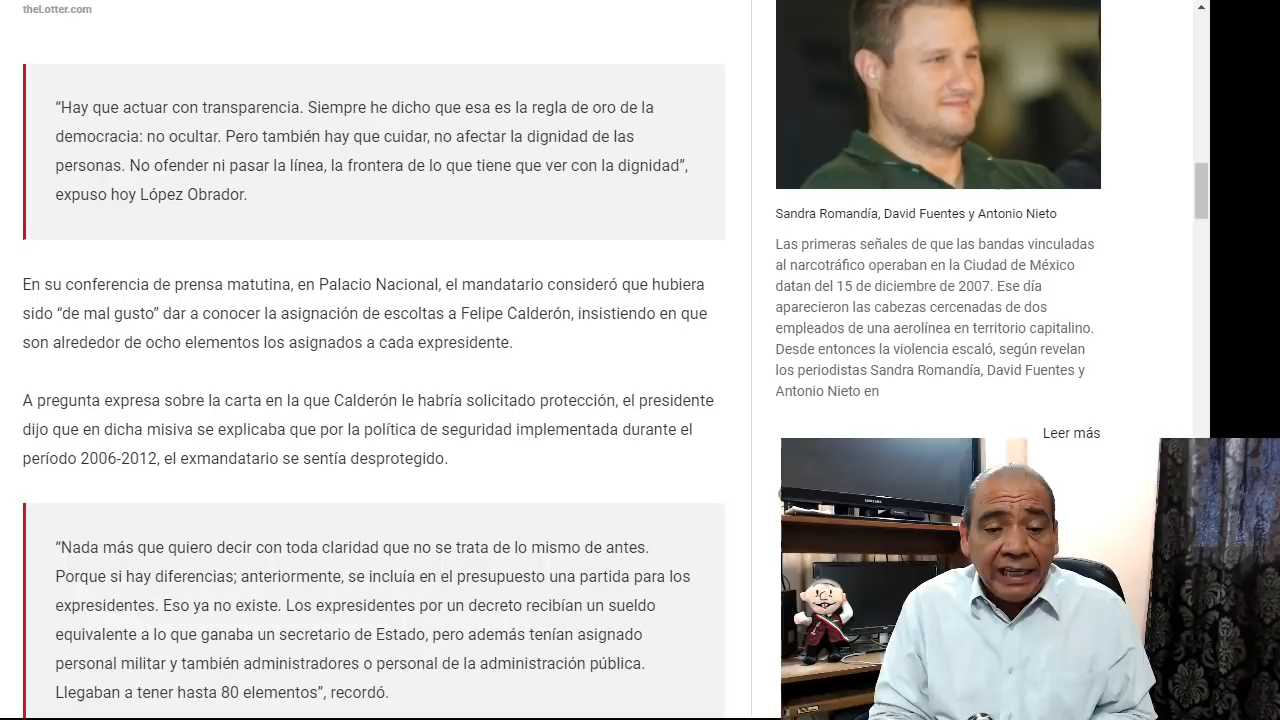 theLotter.com
“Hay que actuar con transparencia. Siempre he dicho que esa es la regla de oro de la
democracia: no ocultar. Pero también hay que cuidar, no afectar la dignidad de las
personas. No ofender ni pasar la línea, la frontera de lo que tiene que ver con la dignidad”,
expuso hoy López Obrador.
En su conferencia de prensa matutina, en Palacio Nacional, el mandatario consideró que hubiera
sido “de mal gusto” dar a conocer la asignación de escoltas a Felipe Calderón, insistiendo en que
son alrededor de ocho elementos los asignados a cada expresidente.
A pregunta expresa sobre la carta en la que Calderón le habría solicitado protección, el presidente
dijo que en dicha misiva se explicaba que por la política de seguridad implementada durante el
período 2006-2012, el exmandatario se sentía desprotegido.
“Nada más que quiero decir con toda claridad que no se trata de lo mismo de antes.
Porque si hay diferencias; anteriormente, se incluía en el presupuesto una partida para los
expresidentes. Eso ya no existe. Los expresidentes por un decreto recibían un sueldo
equivalente a lo que ganaba un secretario de Estado, pero además tenían asignado
personal militar y también administradores o personal de la administración pública.
Llegaban a tener hasta 80 elementos”, recordó.
Sandra Romandía, David Fuentes y Antonio Nieto
Las primeras señales de que las bandas vinculadas
al narcotráfico operaban en la Ciudad de México
datan del 15 de diciembre de 2007. Ese día
aparecieron las cabezas cercenadas de dos
empleados de una aerolínea en territorio capitalino.
Desde entonces la violencia escaló, según revelan
los periodistas Sandra Romandía, David Fuentes y
Antonio Nieto en
Leer más
SAMSUNG